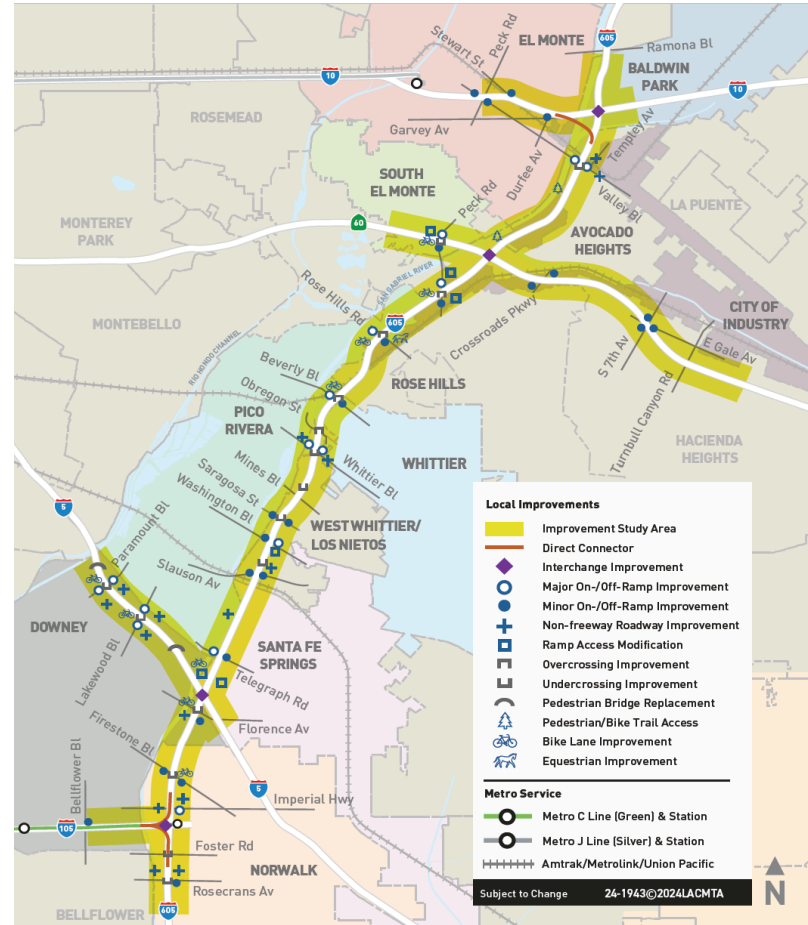 EL MONTE
605
Ramona Bl
Stewart St
Peck Rd
BALDWIN
PARK
10
10
ROSEMEAD
Garvey Av
Durfee Av
Temple Av
SOUTH
EL MONTE
Peck Rd
Valley Bl
LA PUENTE
60
MONTEREY
PARK
AVOCADO
HEIGHTS
SAN GABRIEL RIVER
Rose Hills Rd
605
Crossroads Pkwy
CITY OF
INDUSTRY
MONTEBELLO
RIO HONDO CHANNEL
S 7th Av
E Gale Av
Beverly Bl
ROSE HILLS
Obregon St
Turnbull Canyon Rd
PICO
RIVERA
HACIENDA
HEIGHTS
Mines Bl
Whittier Bl
WHITTIER
Saragosa St
Washington Bl
5
WEST WHITTIER/
LOS NIETOS
Paramount Bl
Slauson Av
DOWNEY
SANTA FE
SPRINGS
Lakewood Bl
Telegraph Rd
Florence Av
Firestone Bl
5
Bellflower Bl
Imperial Hwy
105
Foster Rd
NORWALK
Rosecrans Av
BELLFLOWER
605
Local Improvements
Improvement Study Area
Direct Connector
Interchange Improvement
Major On-/Off-Ramp Improvement
Minor On-/Off-Ramp Improvement
Non-freeway Roadway Improvement
Ramp Access Modification
Overcrossing Improvement
Undercrossing Improvement
Pedestrian Bridge Replacement
Pedestrian/Bike Trail Access
Bike Lane Improvement
Equestrian Improvement
Metro Service
Metro C Line (Green) & Station
Metro J Line (Silver) & Station
Amtrak/Metrolink/Union Pacific
Subject to Change 24-1943©2024LACMTA
N